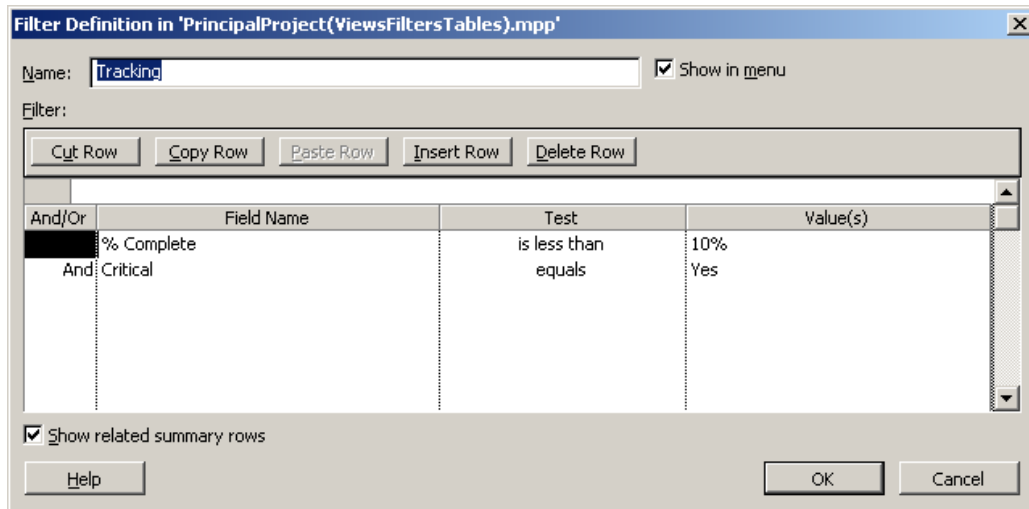 Filter Definition in 'PrincipalProject(ViewsFiltersTables).mpp'
Name: Tracking Show in menu
Filter:
Cut Row Copy Row Paste Row Insert Row Delete Row
And/Or Field Name Test Value(s)
% Complete is less than 10%
And Critical equals Yes
Show related summary rows
Help OK Cancel